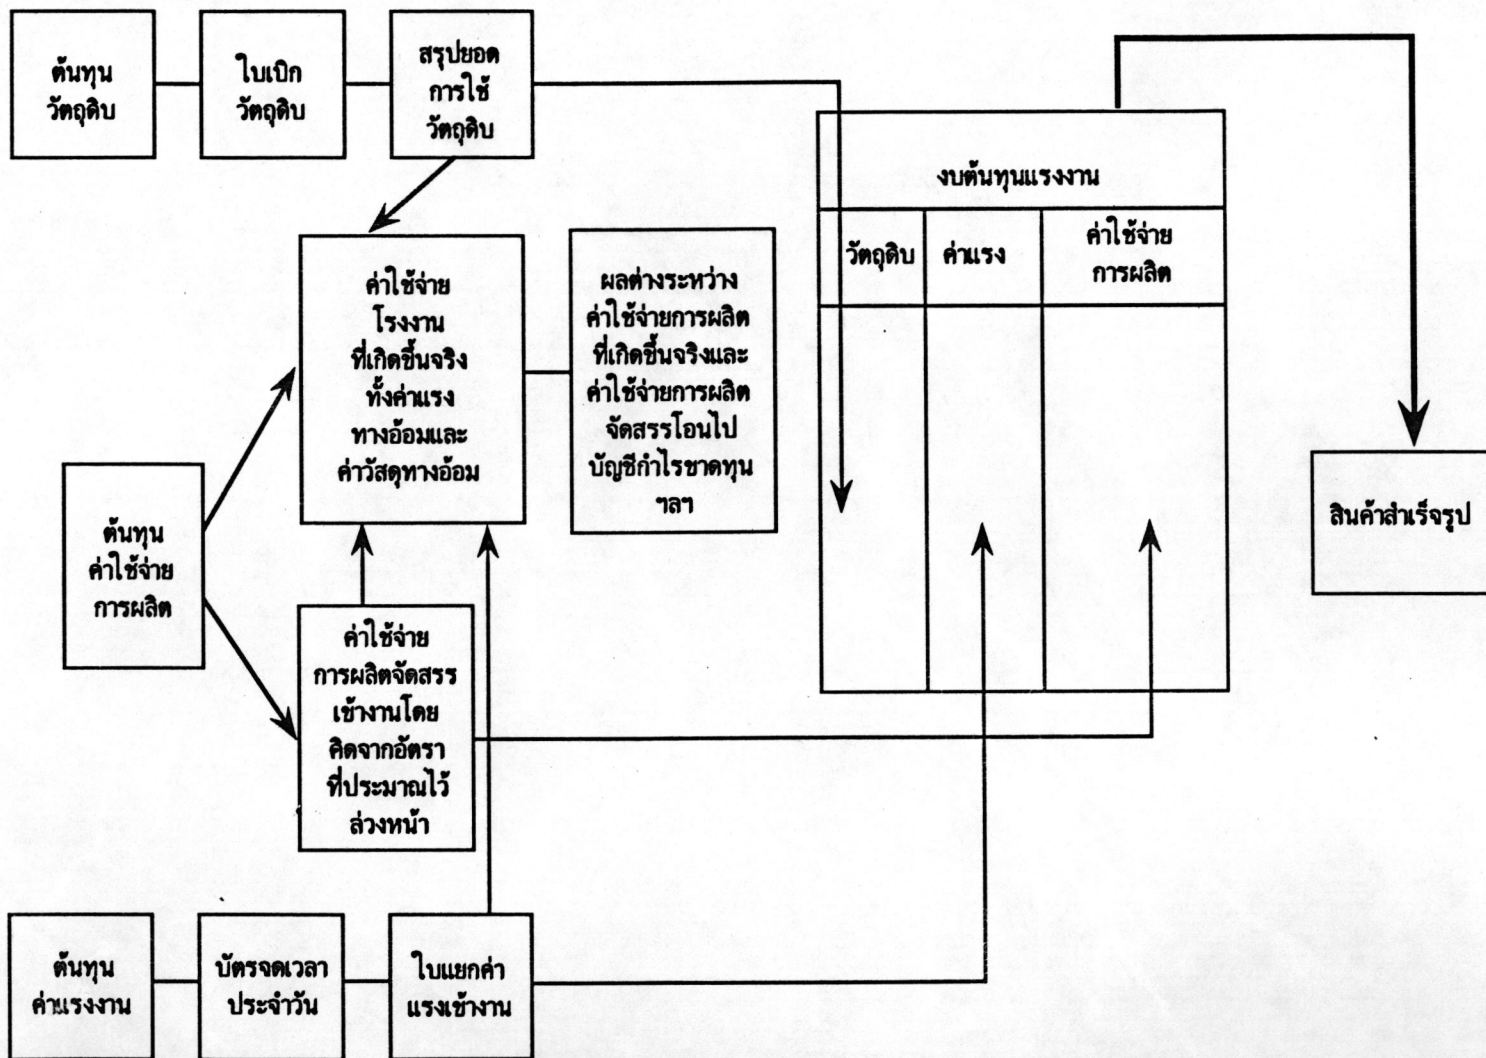 ต้นทุน
วัตถุดิบ
ใบเบิก
วัตถุดิบ
สรุปยอด
การใช้
วัตถุดิบ
งบต้นทุนแรงงาน
วัตถุดิบ
ค่าแรง
ค่าใช้จ่าย
การผลิต
ค่าใช้จ่าย
โรงงาน
ที่เกิดขึ้นจริง
ทั้งค่าแรง
ทางอ้อมและ
ค่าวัสดุทางอ้อม
ผลต่างระหว่าง
ค่าใช้จ่ายการผลิต
ที่เกิดขึ้นจริงและ
ค่าใช้จ่ายการผลิต
จัดสรรโอนไป
บัญชีกำไรขาดทุน
ฯลฯ
สินค้าสำเร็จรูป
ต้นทุน
ค่าใช้จ่าย
การผลิต
ค่าใช้จ่าย
การผลิตจัดสรร
เข้างานโดย
คิดจากอัตรา
ที่ประมาณไว้
ล่วงหน้า
ต้นทุน
ค่าแรงงาน
บัตรจดเวลา
ประจำวัน
ใบแยกค่า
แรงเข้างาน